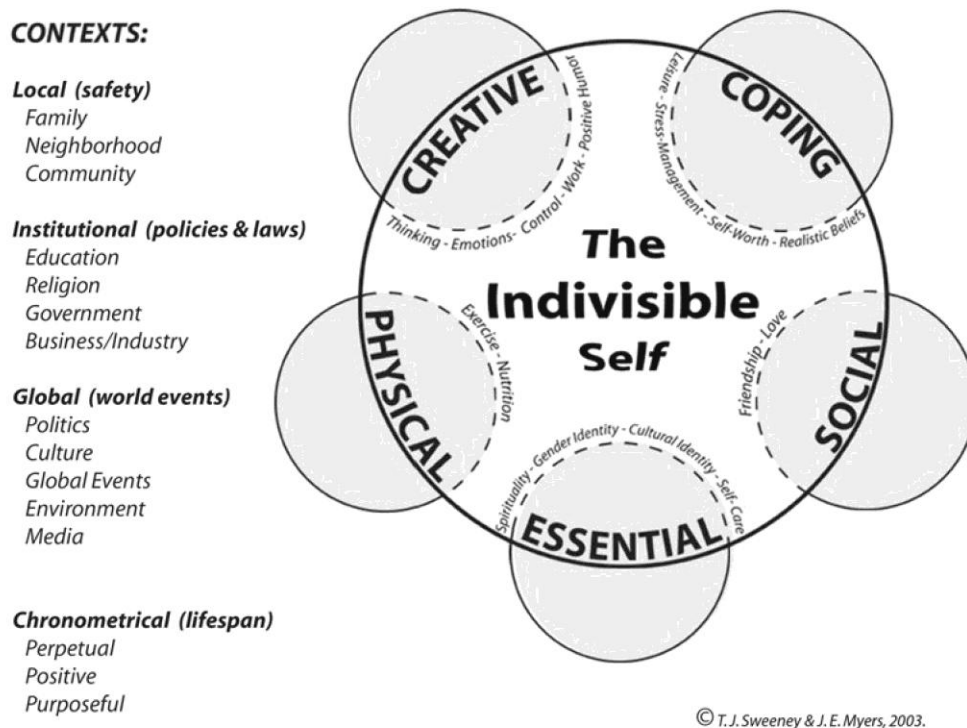 CONTEXTS:
Local (safety)
Family
Neighborhood
Community
Institutional (policies & laws)
Education
Religion
Government
Business/Industry
Global (world events)
Politics
Culture
Global Events
Environment
Media
Chronometrical (lifespan)
Perpetual
Positive
Purposeful
CREATIVE
Thinking - Emotions- Control - Work - Positive Humor
COPING
Leisure - Stress-Management - Self-Worth - Realistic Beliefs
The
Indivisible
Self
PHYSICAL
Exercise - Nutrition
SOCIAL
Friendship - Love
Spirituality - Gender Identity - Cultural Identity - Self- Care
ESSENTIAL
© T.J. Sweeney & J.E. Myers, 2003.